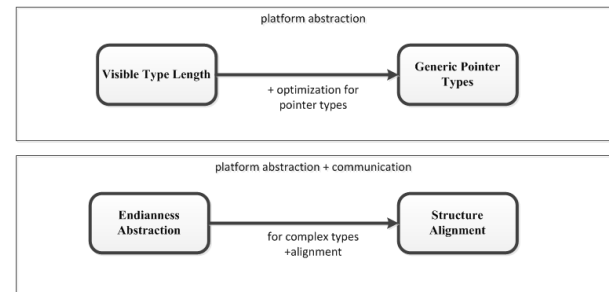 platform abstraction
Visible Type Length
+ optimization for
pointer types
Generic Pointer
Types
platform abstraction + communication
Endianness
Abstraction
for complex types
+alignment
Structure
Alignment